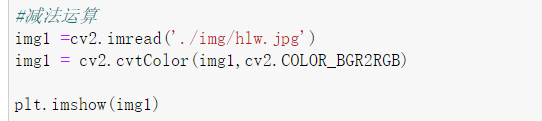 #减法运算
img1 =cv2.imread('./img/hlw.jpg')
img1 = cv2.cvtColor(img1,cv2.COLOR_BGR2RGB)
plt.imshow(img1)